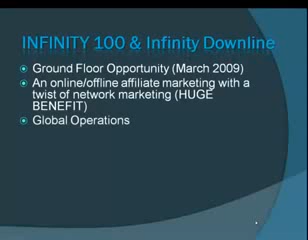 INFINITY 100 & Infinity Downline
Ground Floor Opportunity (March 2009)
An online/offline affiliate marketing with a
twist of network marketing (HUGE
BENEFIT)
Global Operations